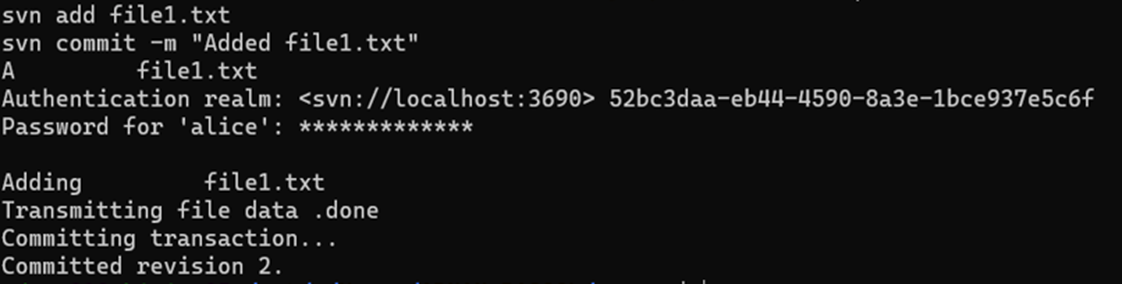 svn add file1.txt
svn commit -m "Added file1.txt"
A         file1.txt
Authentication realm: <svn://localhost:3690> 52bc3daa-eb44-4590-8a3e-1bce937e5c6f
Password for 'alice': *************
Adding         file1.txt
Transmitting file data .done
Committing transaction...
Committed revision 2.